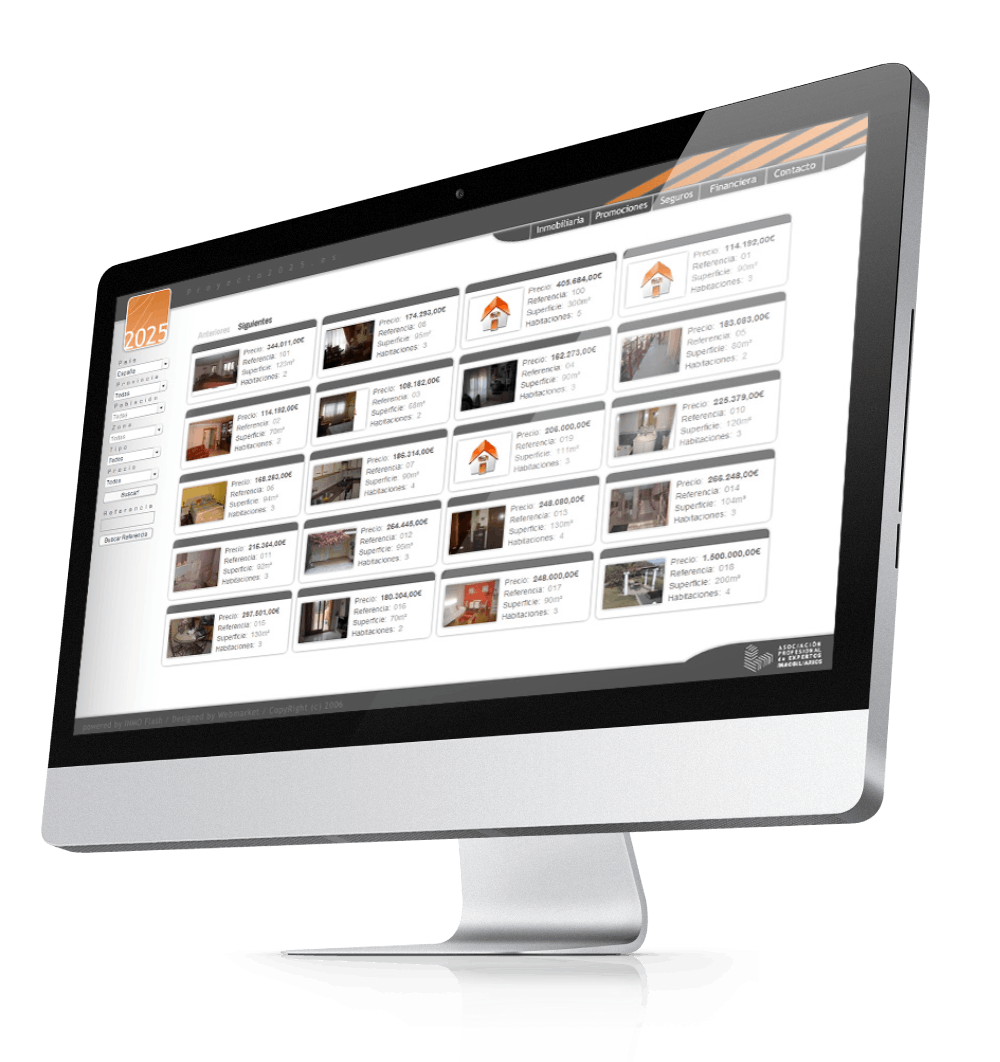 Proyecto2025.es
Inmobiliaria
Promociones
Seguros
Financiera
Contacto
2025
País
España
Provincia
Todas
Población
Todas
Zona
Todos
Tipo
Todos
Precio
Todos
Buscar
Referencia
Buscar Referencia
Anteriores Siguientes
Precio: 344.011,00€
Referencia: 101
Superficie: 120m²
Habitaciones: 2
Precio: 174.293,00€
Referencia: 08
Superficie: 95m²
Habitaciones: 3
Precio: 405.684,00€
Referencia: 100
Superficie: 300m²
Habitaciones: 5
Precio: 114.192,00€
Referencia: 01
Superficie: 90m²
Habitaciones: 3
Precio: 114.192,00€
Referencia: 02
Superficie: 70m²
Habitaciones: 2
Precio: 108.182,00€
Referencia: 03
Superficie: 68m²
Habitaciones: 2
Precio: 162.273,00€
Referencia: 04
Superficie: 90m²
Habitaciones: 3
Precio: 183.083,00€
Referencia: 05
Superficie: 80m²
Habitaciones: 2
Precio: 168.283,00€
Referencia: 06
Superficie: 94m²
Habitaciones: 3
Precio: 186.314,00€
Referencia: 07
Superficie: 90m²
Habitaciones: 4
Precio: 206.000,00€
Referencia: 019
Superficie: 111m²
Habitaciones: 3
Precio: 225.379,00€
Referencia: 010
Superficie: 120m²
Habitaciones: 3
Precio: 216.364,00€
Referencia: 011
Superficie: 92m²
Habitaciones: 3
Precio: 264.445,00€
Referencia: 012
Superficie: 90m²
Habitaciones: 3
Precio: 248.080,00€
Referencia: 013
Superficie: 130m²
Habitaciones: 4
Precio: 266.248,00€
Referencia: 014
Superficie: 104m²
Habitaciones: 3
Precio: 297.501,00€
Referencia: 015
Superficie: 130m²
Habitaciones: 3
Precio: 180.304,00€
Referencia: 016
Superficie: 70m²
Habitaciones: 2
Precio: 248.000,00€
Referencia: 017
Superficie: 90m²
Habitaciones: 3
Precio: 1.500.000,00€
Referencia: 018
Superficie: 200m²
Habitaciones: 4
ASOCIACIÓN
PROFESIONAL
de EXPERTOS
INMOBILIARIOS
powered by INMO Flash / Designed by Webmarket / CopyRight (c) 1006